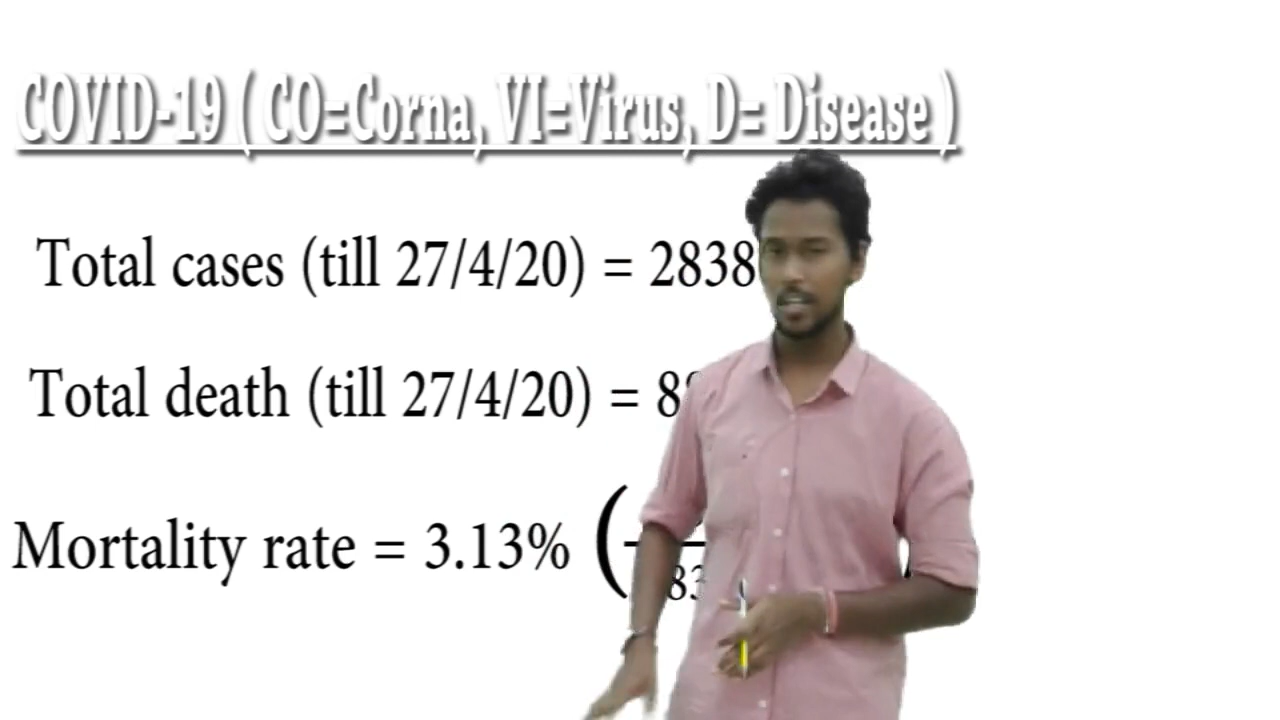 COVID-19 ( CO=Corna, VI=Virus, D= Disease )
Total cases (till 27/4/20) = 2838
Total death (till 27/4/20) = 8
Mortality rate = 3.13% (
83